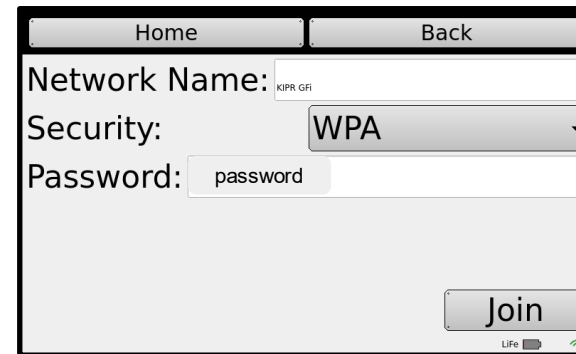 Home Back
Network Name: KIPR GFi
Security: WPA
Password: password
Join
LiFe